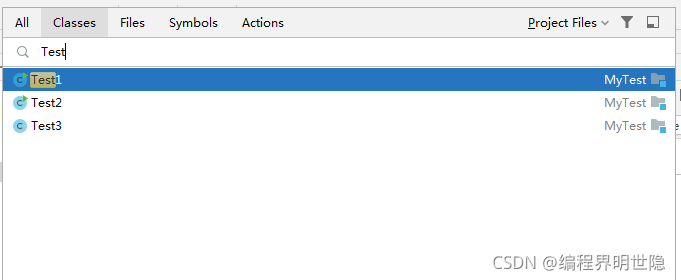 All Classes Files Symbols Actions Project Files
Test
C Test1 MyTest
C Test2 MyTest
C Test3 MyTest
CSDN @编程界明世隐